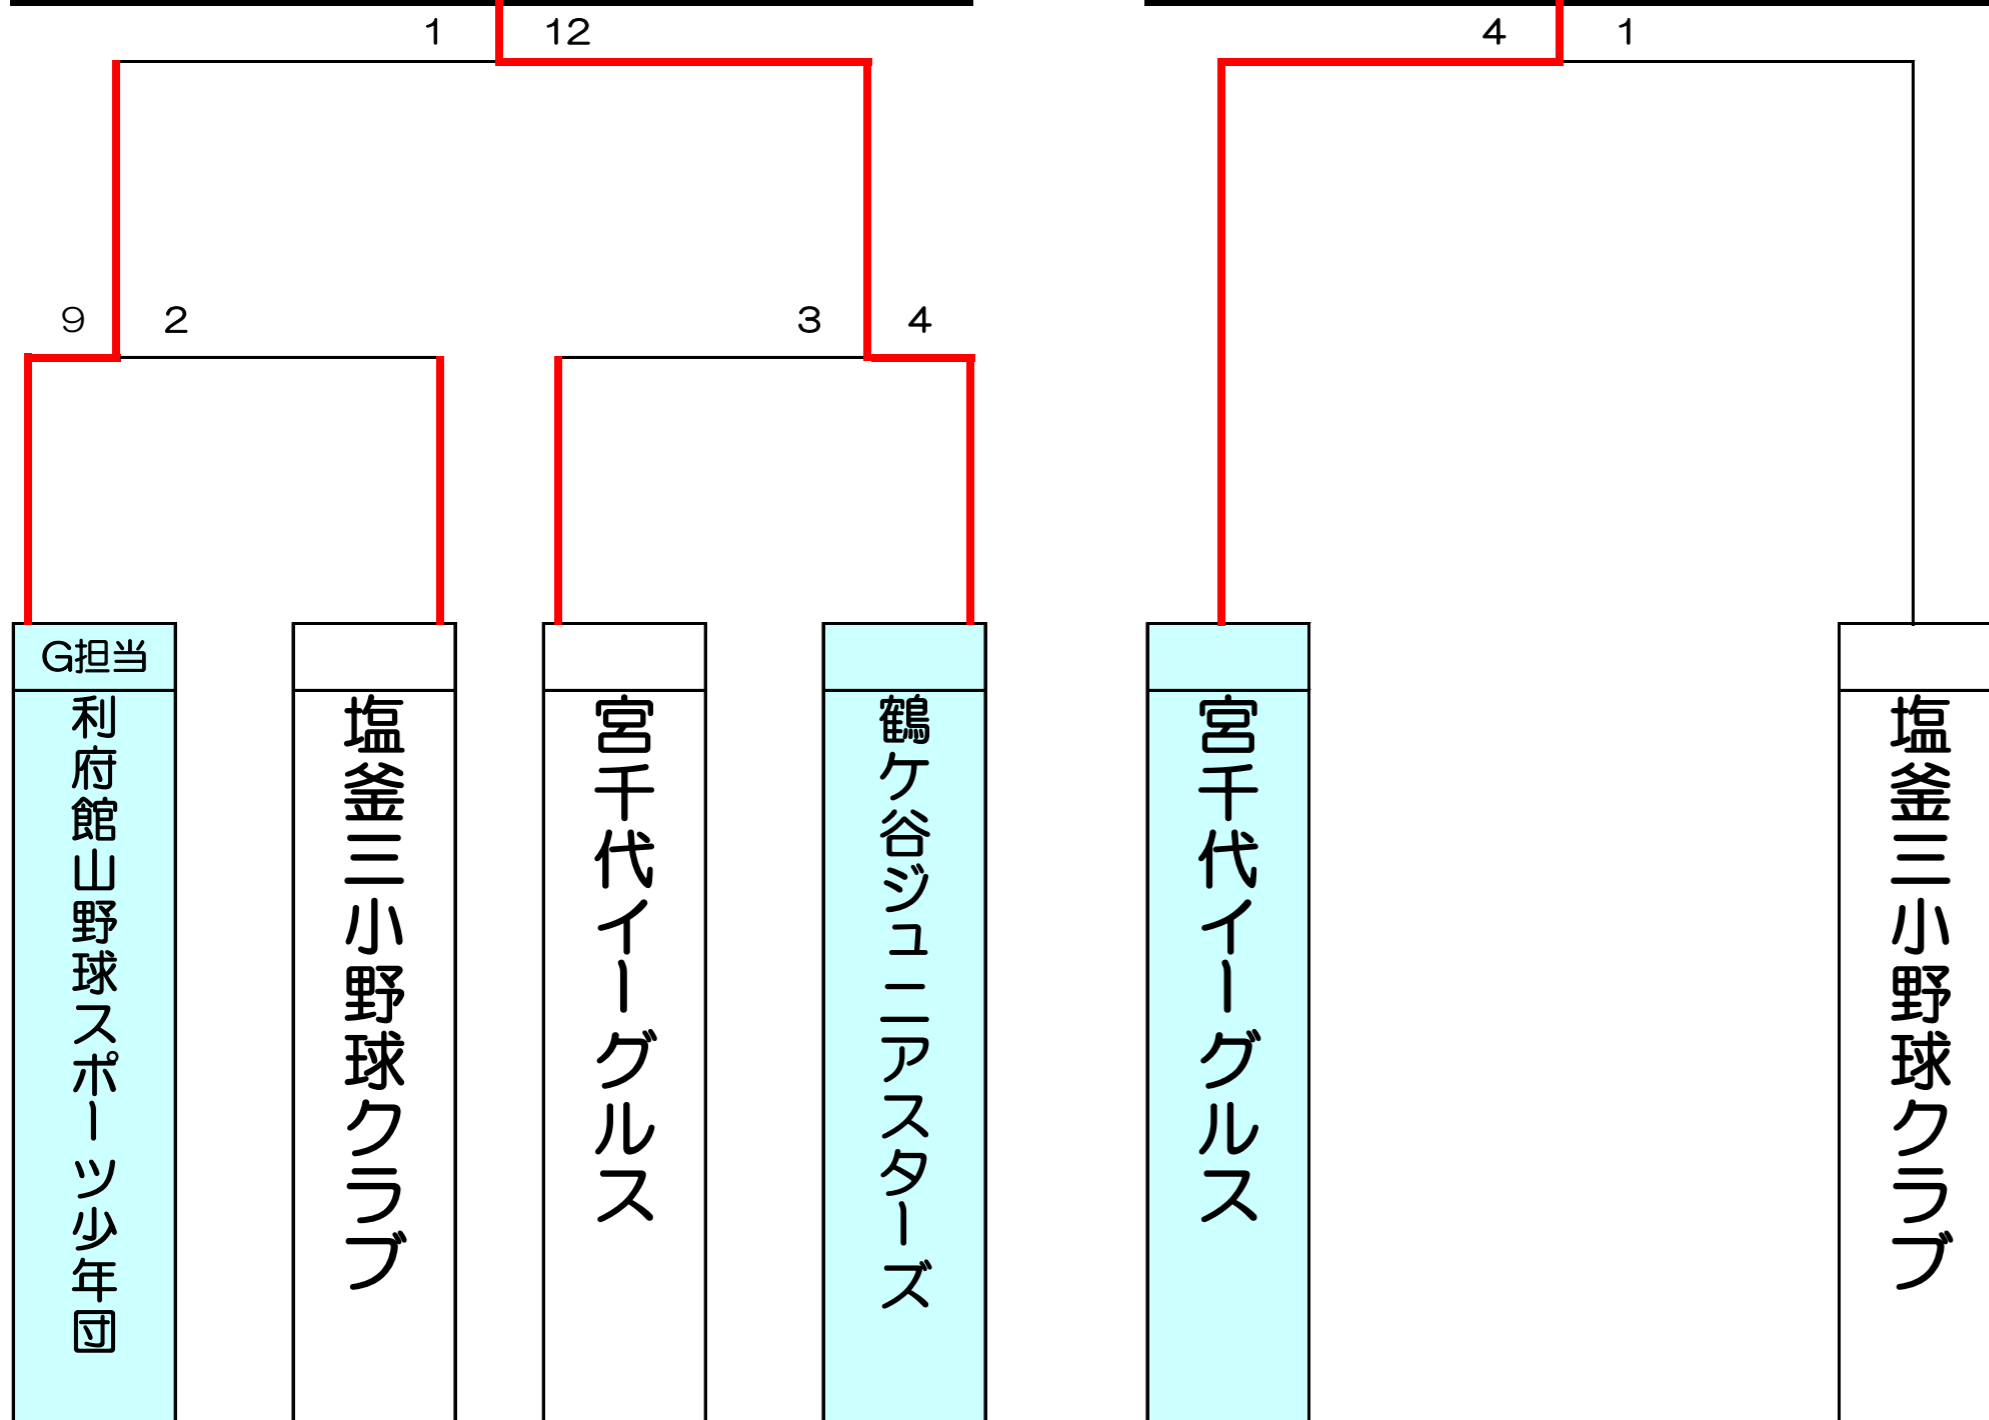 1 12
4 1
9 2
3 4
G担当
利府館山野球スポーツ少年団
塩釜三小野球クラブ
宮千代イーグルス
鶴ケ谷ジュニアスターズ
宮千代イーグルス
塩釜三小野球クラブ